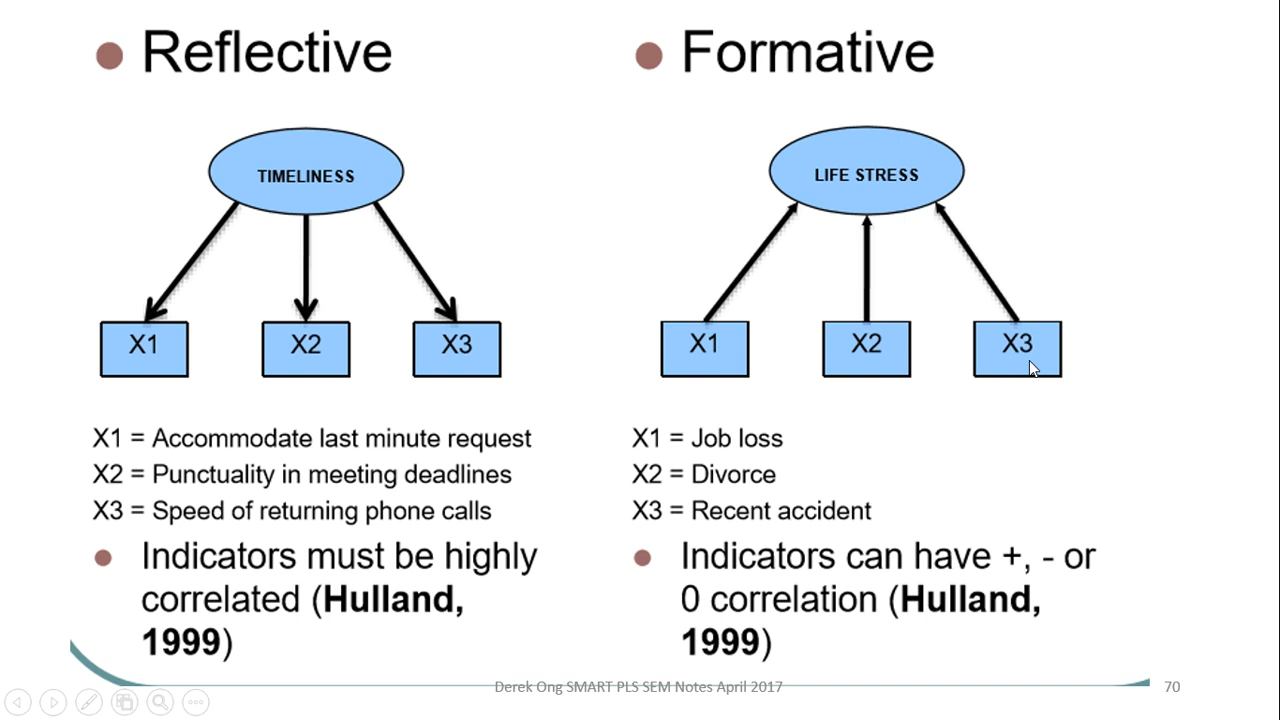 Reflective
TIMELINESS
X1
X2
X3
X1 = Accommodate last minute request
X2 = Punctuality in meeting deadlines
X3 = Speed of returning phone calls
Indicators must be highly
correlated (Hulland,
1999)
Formative
LIFE STRESS
X1
X2
X3
X1 = Job loss
X2 = Divorce
X3 = Recent accident
Indicators can have +, - or
0 correlation (Hulland,
1999)
Derek Ong SMART PLS SEM Notes April 2017
70